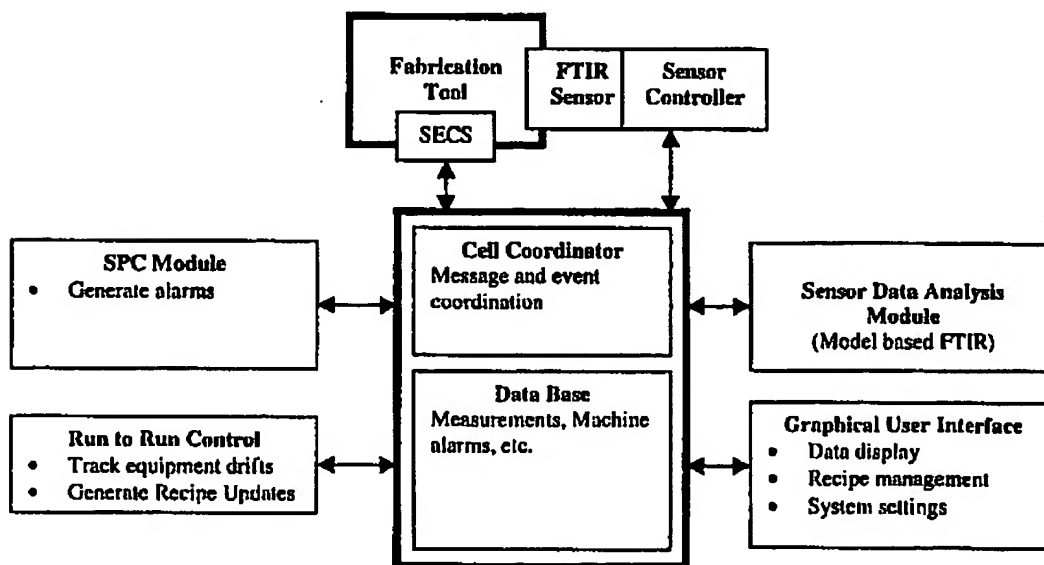 Fabrication
Tool
SECS
FTIR
Sensor
Sensor
Controller
SPC Module
• Generate alarms
Cell Coordinator
Message and event
coordination
Sensor Data Analysis
Module
(Model based FTIR)
Run to Run Control
• Track equipment drifts
• Generate Recipe Updates
Data Base
Measurements, Machine
alarms, etc.
Graphical User Interface
• Data display
• Recipe management
• System settings